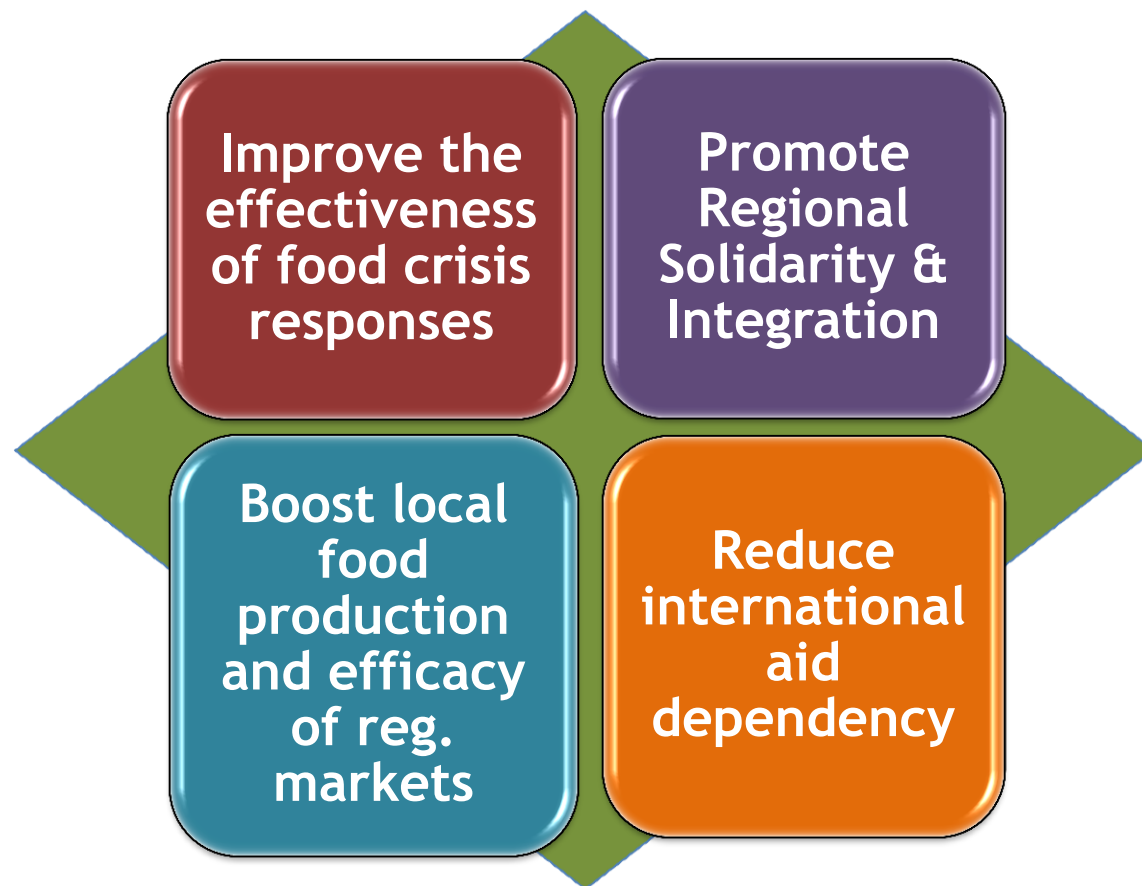 Improve the
effectiveness
of food crisis
responses
Promote
Regional
Solidarity &
Integration
Boost local
food
production
and efficacy
of reg.
markets
Reduce
international
aid
dependency